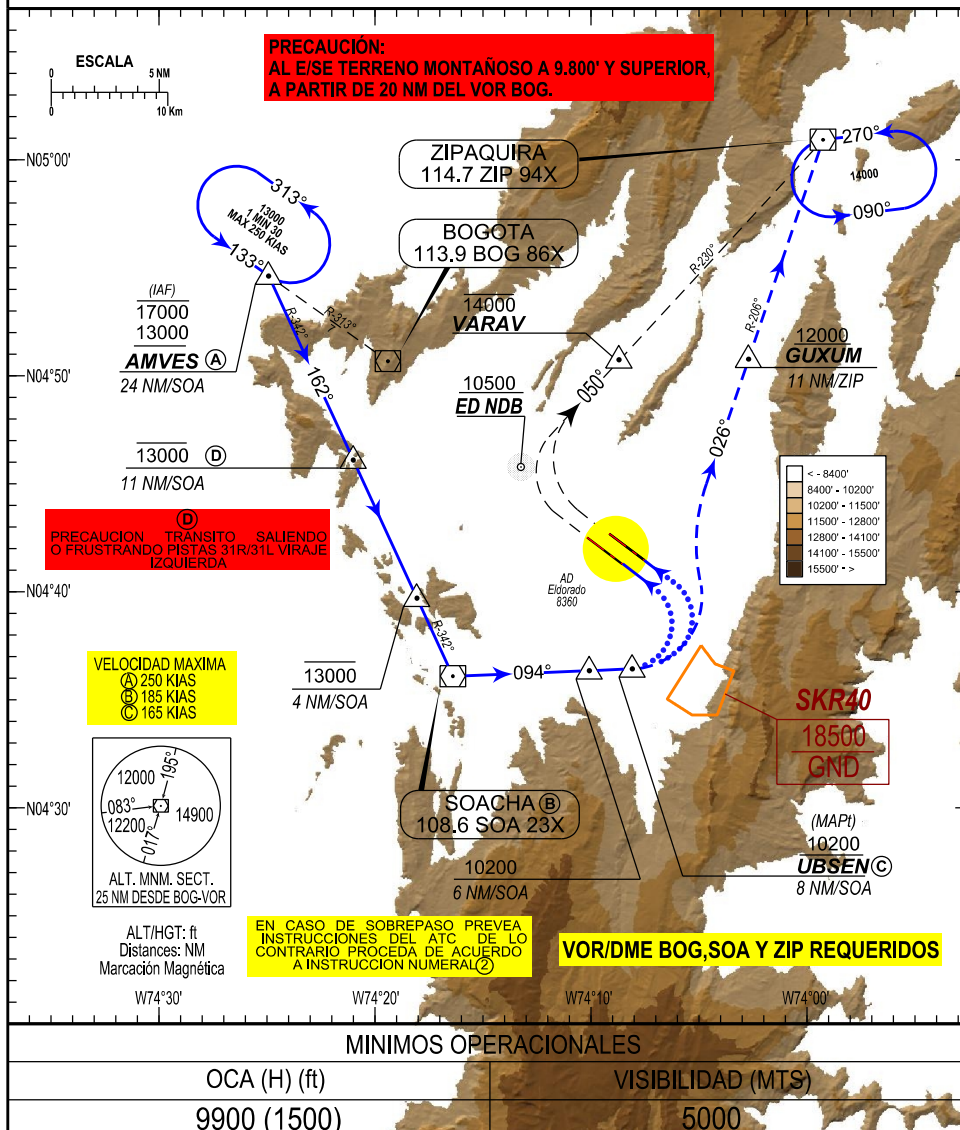 ESCALA
0 5 NM
0 10 Km
PRECAUCIÓN:
AL E/SE TERRENO MONTAÑOSO A 9.800' Y SUPERIOR,
A PARTIR DE 20 NM DEL VOR BOG.
N05°00'
ZIPAQUIRA
114.7 ZIP 94X
270°
14000
090°
313°
13000
1 MIN 30
MAX 250 KIAS
133°
BOGOTA
113.9 BOG 86X
R-230°
(IAF)
17000
13000
AMVES Ⓐ
24 NM/SOA
R-342°
R-313°
14000
VARAV
R-206°
12000
GUXUM
11 NM/ZIP
N04°50'
162°
10500
ED NDB
050°
026°
13000 Ⓓ
11 NM/SOA
< - 8400'
8400' - 10200'
10200' - 11500'
11500' - 12800'
12800' - 14100'
14100' - 15500'
15500' - >
Ⓓ
PRECAUCION TRANSITO SALIENDO
O FRUSTRANDO PISTAS 31R/31L VIRAJE
IZQUIERDA
AD
Eldorado
8360
N04°40'
R-342°
VELOCIDAD MAXIMA
Ⓐ 250 KIAS
Ⓑ 185 KIAS
Ⓒ 165 KIAS
13000
4 NM/SOA
094°
SKR40
18500
GND
12000
195°
083°
14900
12200
017°
ALT. MNM. SECT.
25 NM DESDE BOG-VOR
N04°30'
SOACHA Ⓑ
108.6 SOA 23X
(MAPt)
10200
UBSEN Ⓒ
8 NM/SOA
10200
6 NM/SOA
ALT/HGT: ft
Distances: NM
Marcación Magnética
EN CASO DE SOBREPASO PREVEA
INSTRUCCIONES DEL ATC DE LO
CONTRARIO PROCEDA DE ACUERDO
A INSTRUCCION NUMERAL ②
VOR/DME BOG,SOA Y ZIP REQUERIDOS
W74°30' W74°20' W74°10' W74°00'
MINIMOS OPERACIONALES
OCA (H) (ft) VISIBILIDAD (MTS)
9900 (1500) 5000